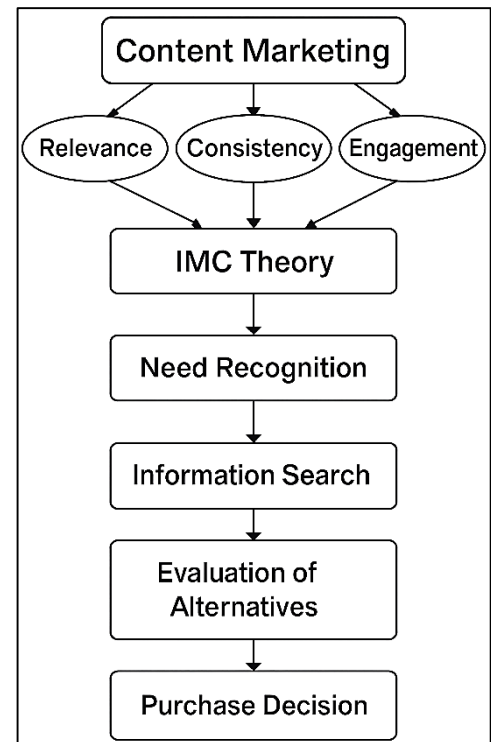 Content Marketing
Relevance
Consistency
Engagement
IMC Theory
Need Recognition
Information Search
Evaluation of
Alternatives
Purchase Decision